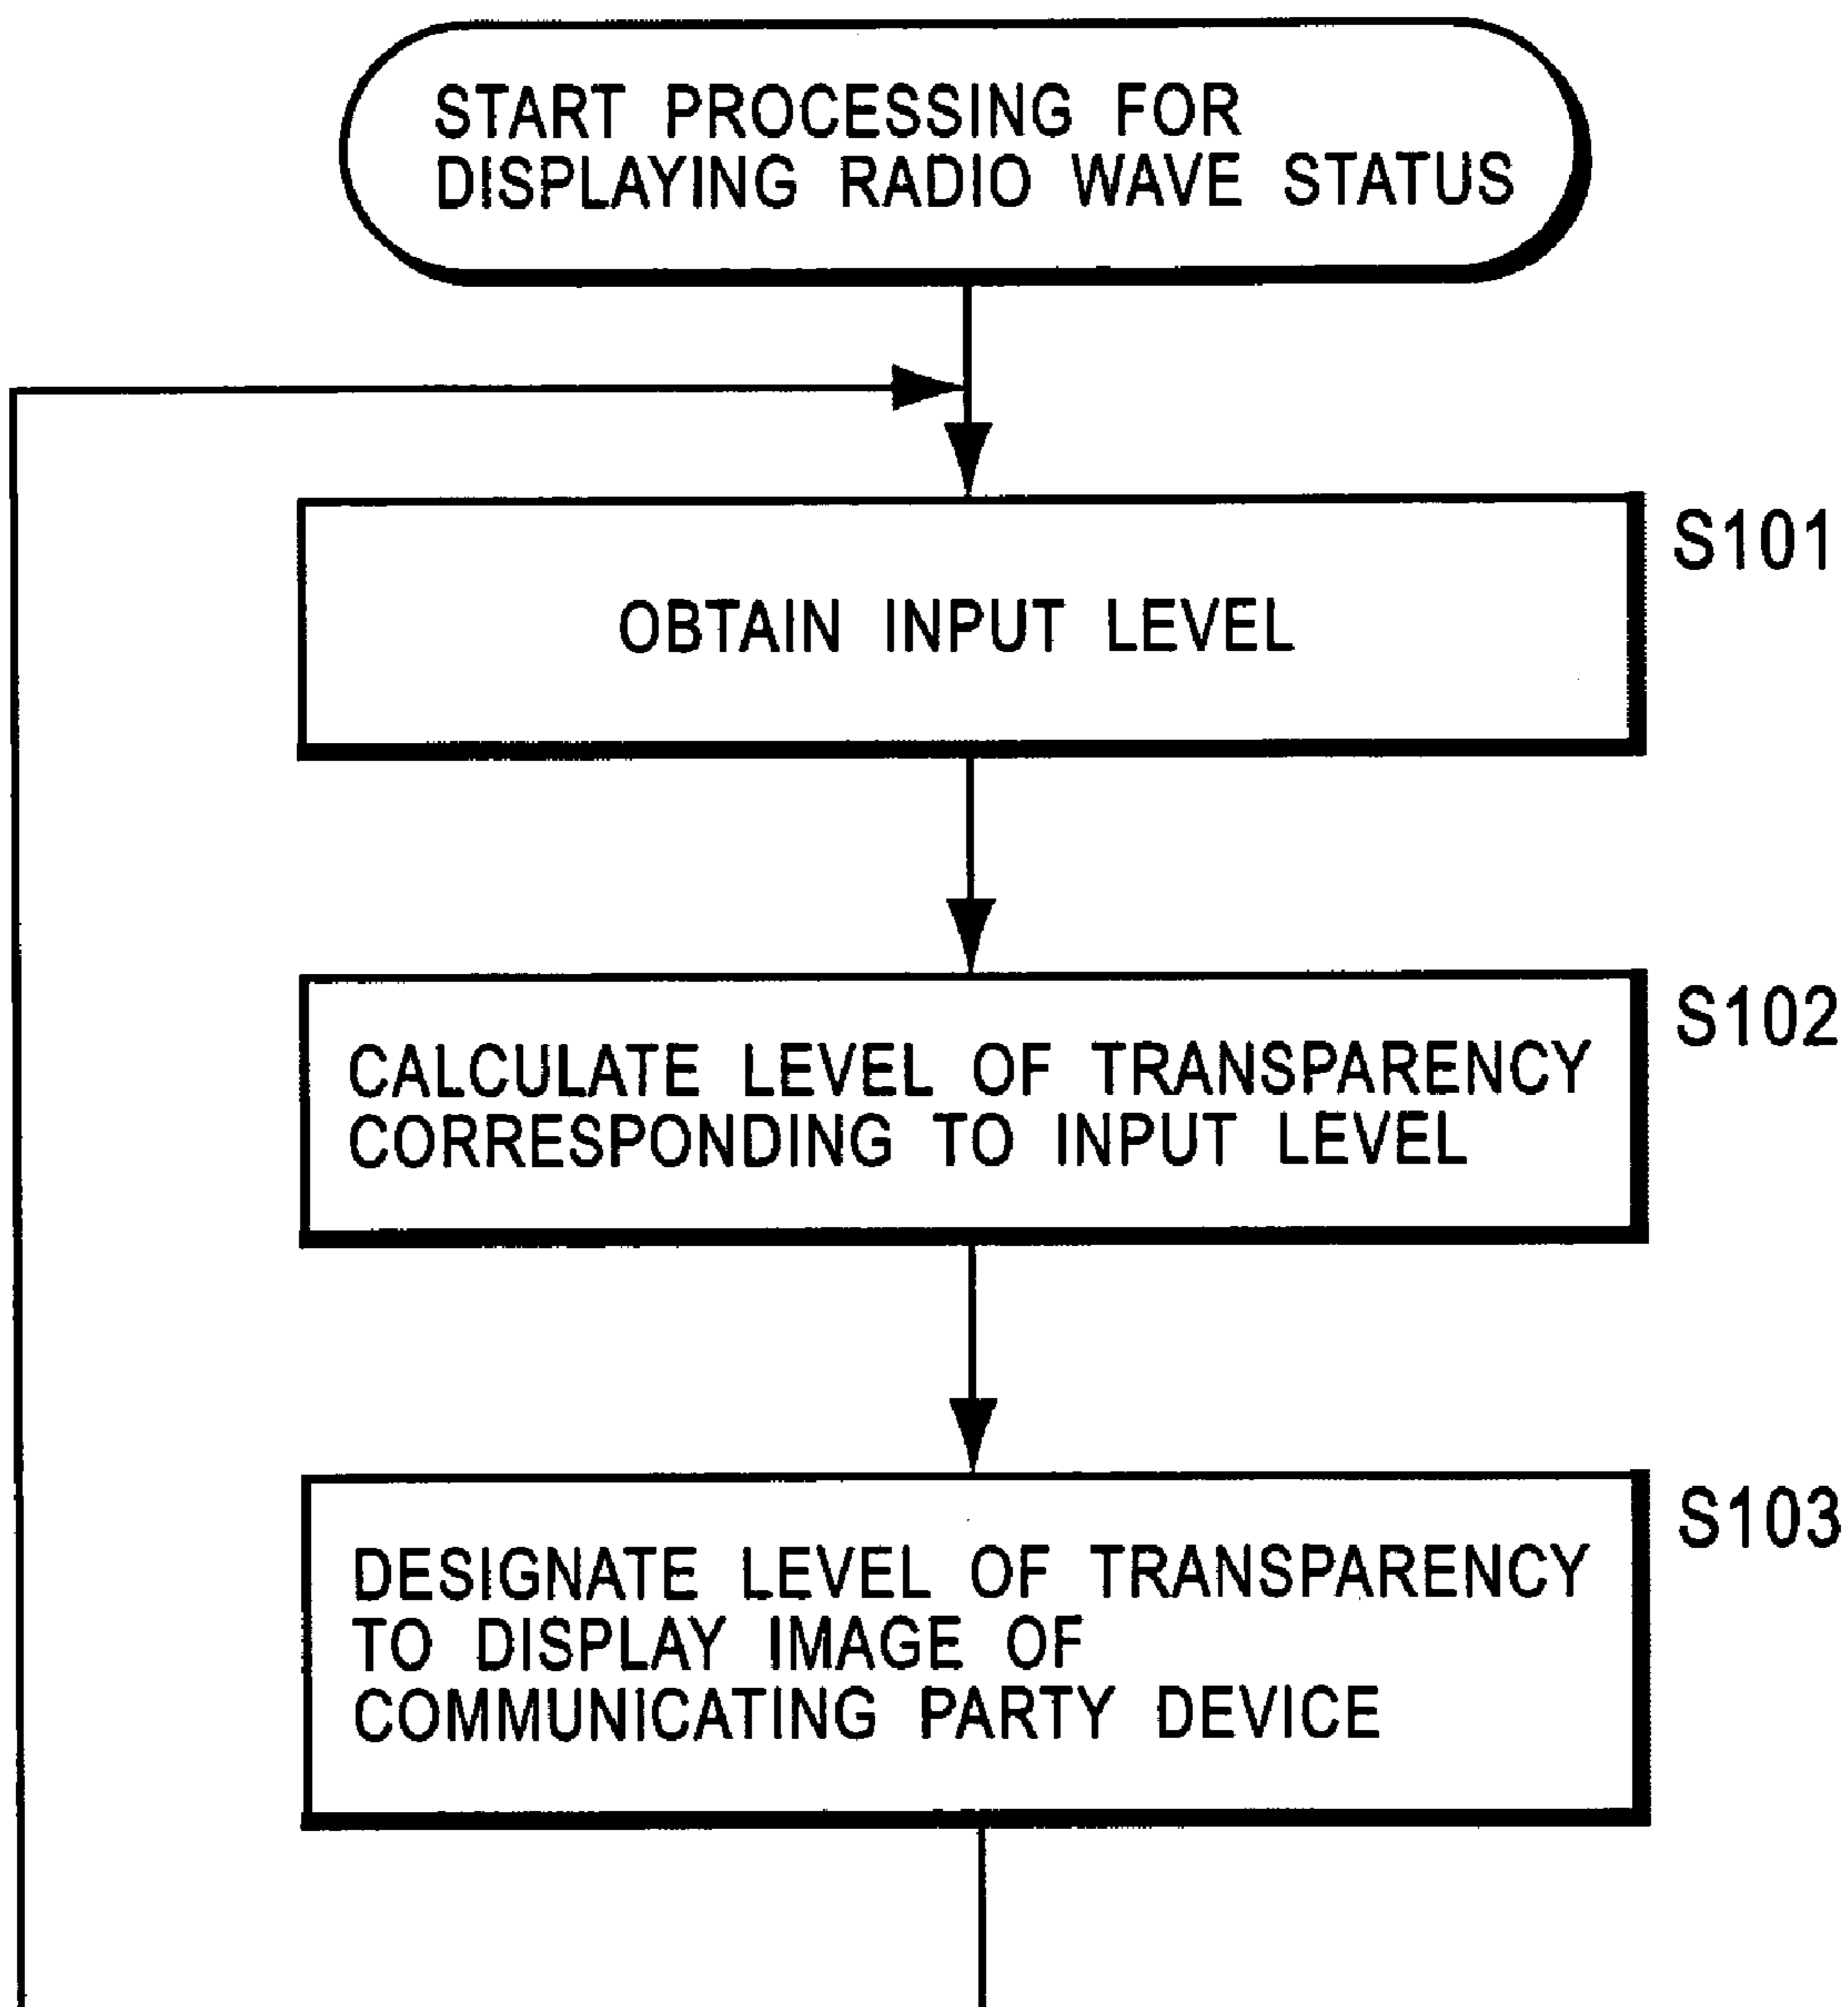 START PROCESSING FOR
DISPLAYING RADIO WAVE STATUS
S101
OBTAIN INPUT LEVEL
S102
CALCULATE LEVEL OF TRANSPARENCY
CORRESPONDING TO INPUT LEVEL
S103
DESIGNATE LEVEL OF TRANSPARENCY
TO DISPLAY IMAGE OF
COMMUNICATING PARTY DEVICE